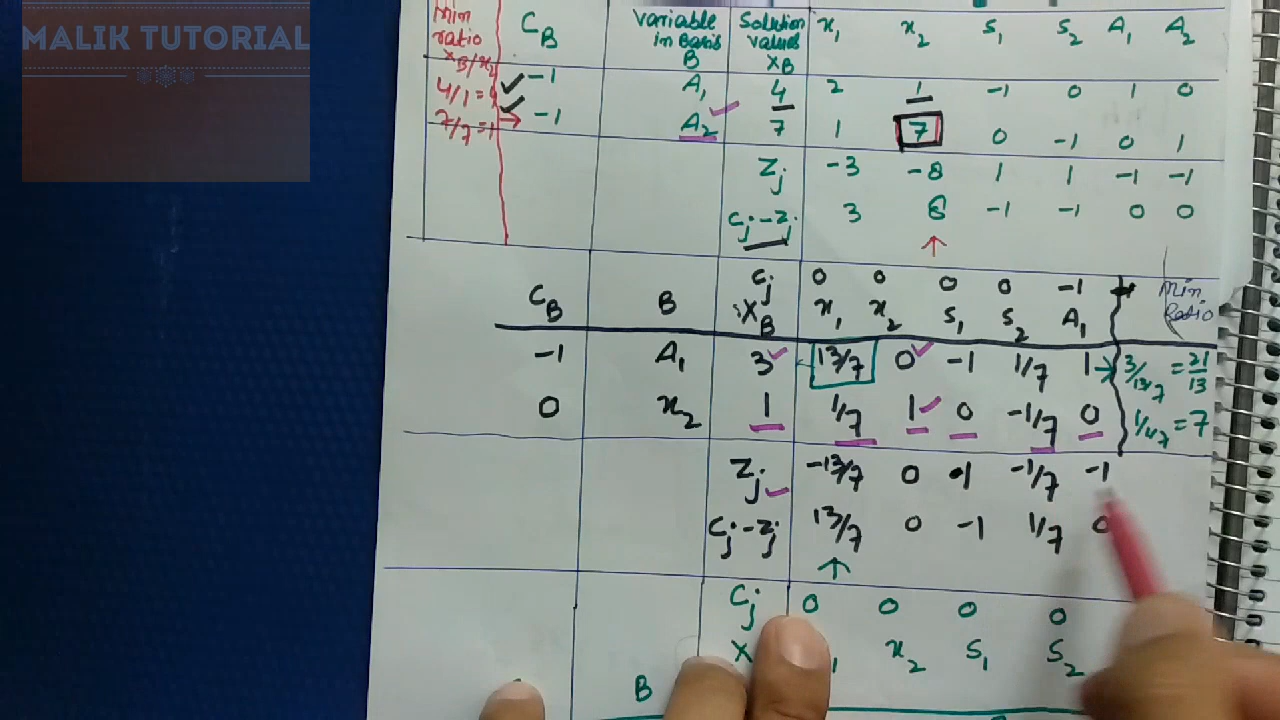 MALIK TUTORIAL
Min ratio XB/x2 CB Variable in Basis B Solution values XB x1 x2 S1 S2 A1 A2
4/1=4 -1 A1 4 2 1 -1 0 1 0
7/7=1 → -1 A2 7 1 7 0 -1 0 1
Zj -3 -8 1 1 -1 -1
Cj-Zj 3 8 -1 -1 0 0
↑
Cj 0 0 0 0 -1 Min Ratio
CB B XB x1 x2 S1 S2 A1
-1 A1 3 13/7 0 -1 1/7 1 → 3/13/7 = 21/13
0 x2 1 1/7 1 0 -1/7 0 1/1/7 = 7
Zj -13/7 0 1 -1/7 -1
Cj-Zj 13/7 0 -1 1/7 0
↑
Cj 0 0 0 0
B X 1 x2 S1 S2